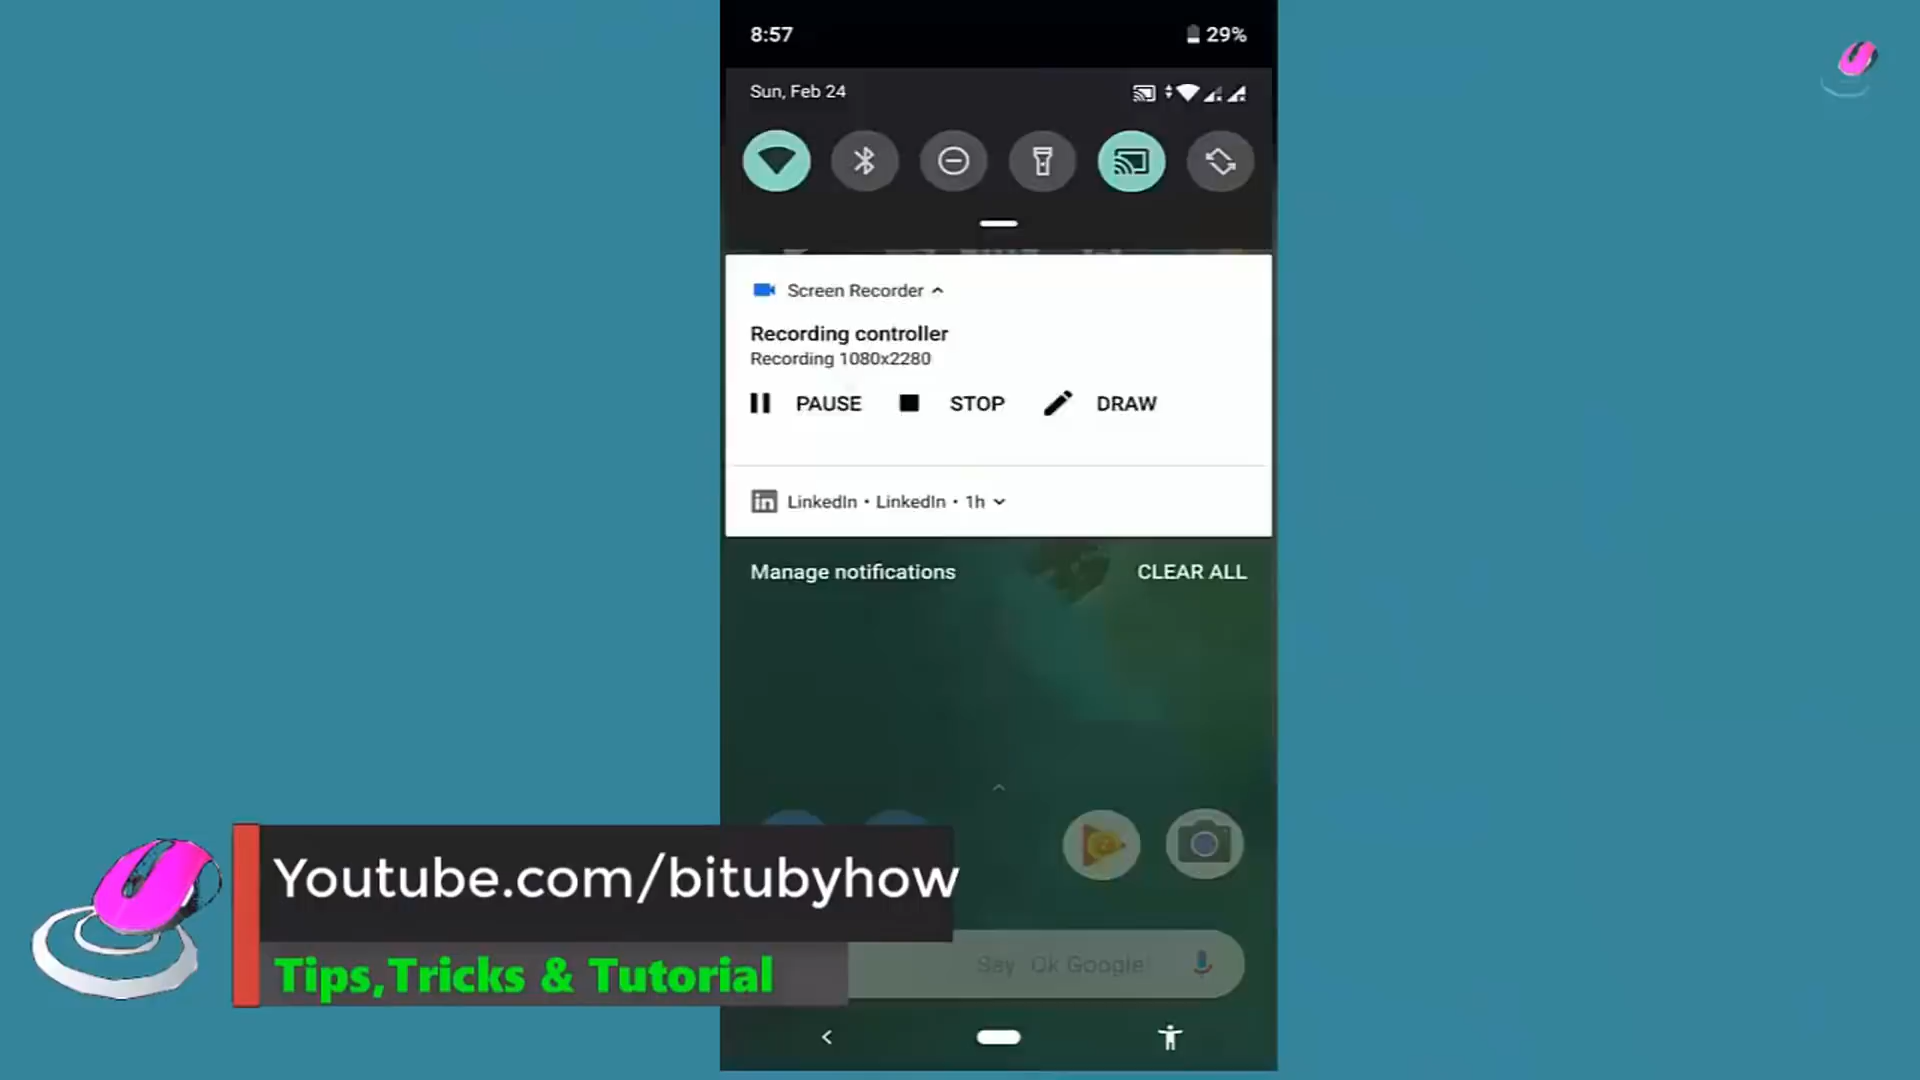 8:57
29%
Sun, Feb 24
Screen Recorder
Recording controller
Recording 1080x2280
PAUSE
STOP
DRAW
in LinkedIn • LinkedIn • 1h
Manage notifications
CLEAR ALL
Youtube.com/bitubyhow
Tips,Tricks & Tutorial
Say Ok Google